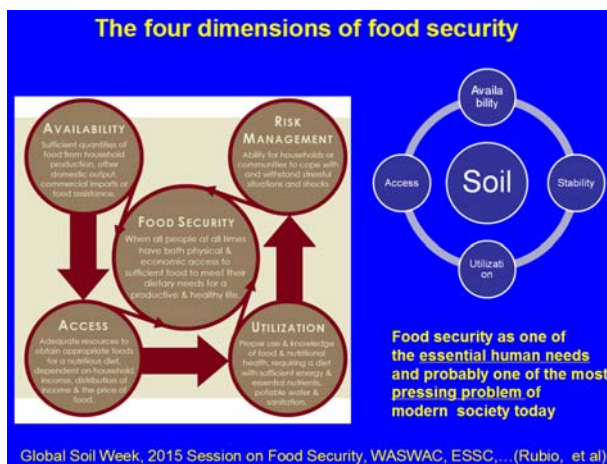 The four dimensions of food security
AVAILABILITY
Sufficient quantities of
food from household
production, other
domestic output,
commercial imports or
food assistance.
RISK
MANAGEMENT
Ability for households or
communities to cope with
and withstand stressful
situations and shocks
FOOD SECURITY
When all people at all times
have both physical &
economic access to
sufficient food to meet their
dietary needs for a
productive & healthy life.
ACCESS
Adequate resources to
obtain appropriate foods
for a nutritious diet,
dependent on household
income, distribution of
income & the price of
food.
UTILIZATION
Proper use & knowledge
of food & nutritional
health, requiring a diet
with sufficient energy &
essential nutrients,
potable water &
sanitation.
Availa
bility
Access
Soil
Stability
Utilizati
on
Food security as one of
the essential human needs
and probably one of the most
pressing problem of
modern society today
Global Soil Week, 2015 Session on Food Security, WASWAC, ESSC,...(Rubio, et al)